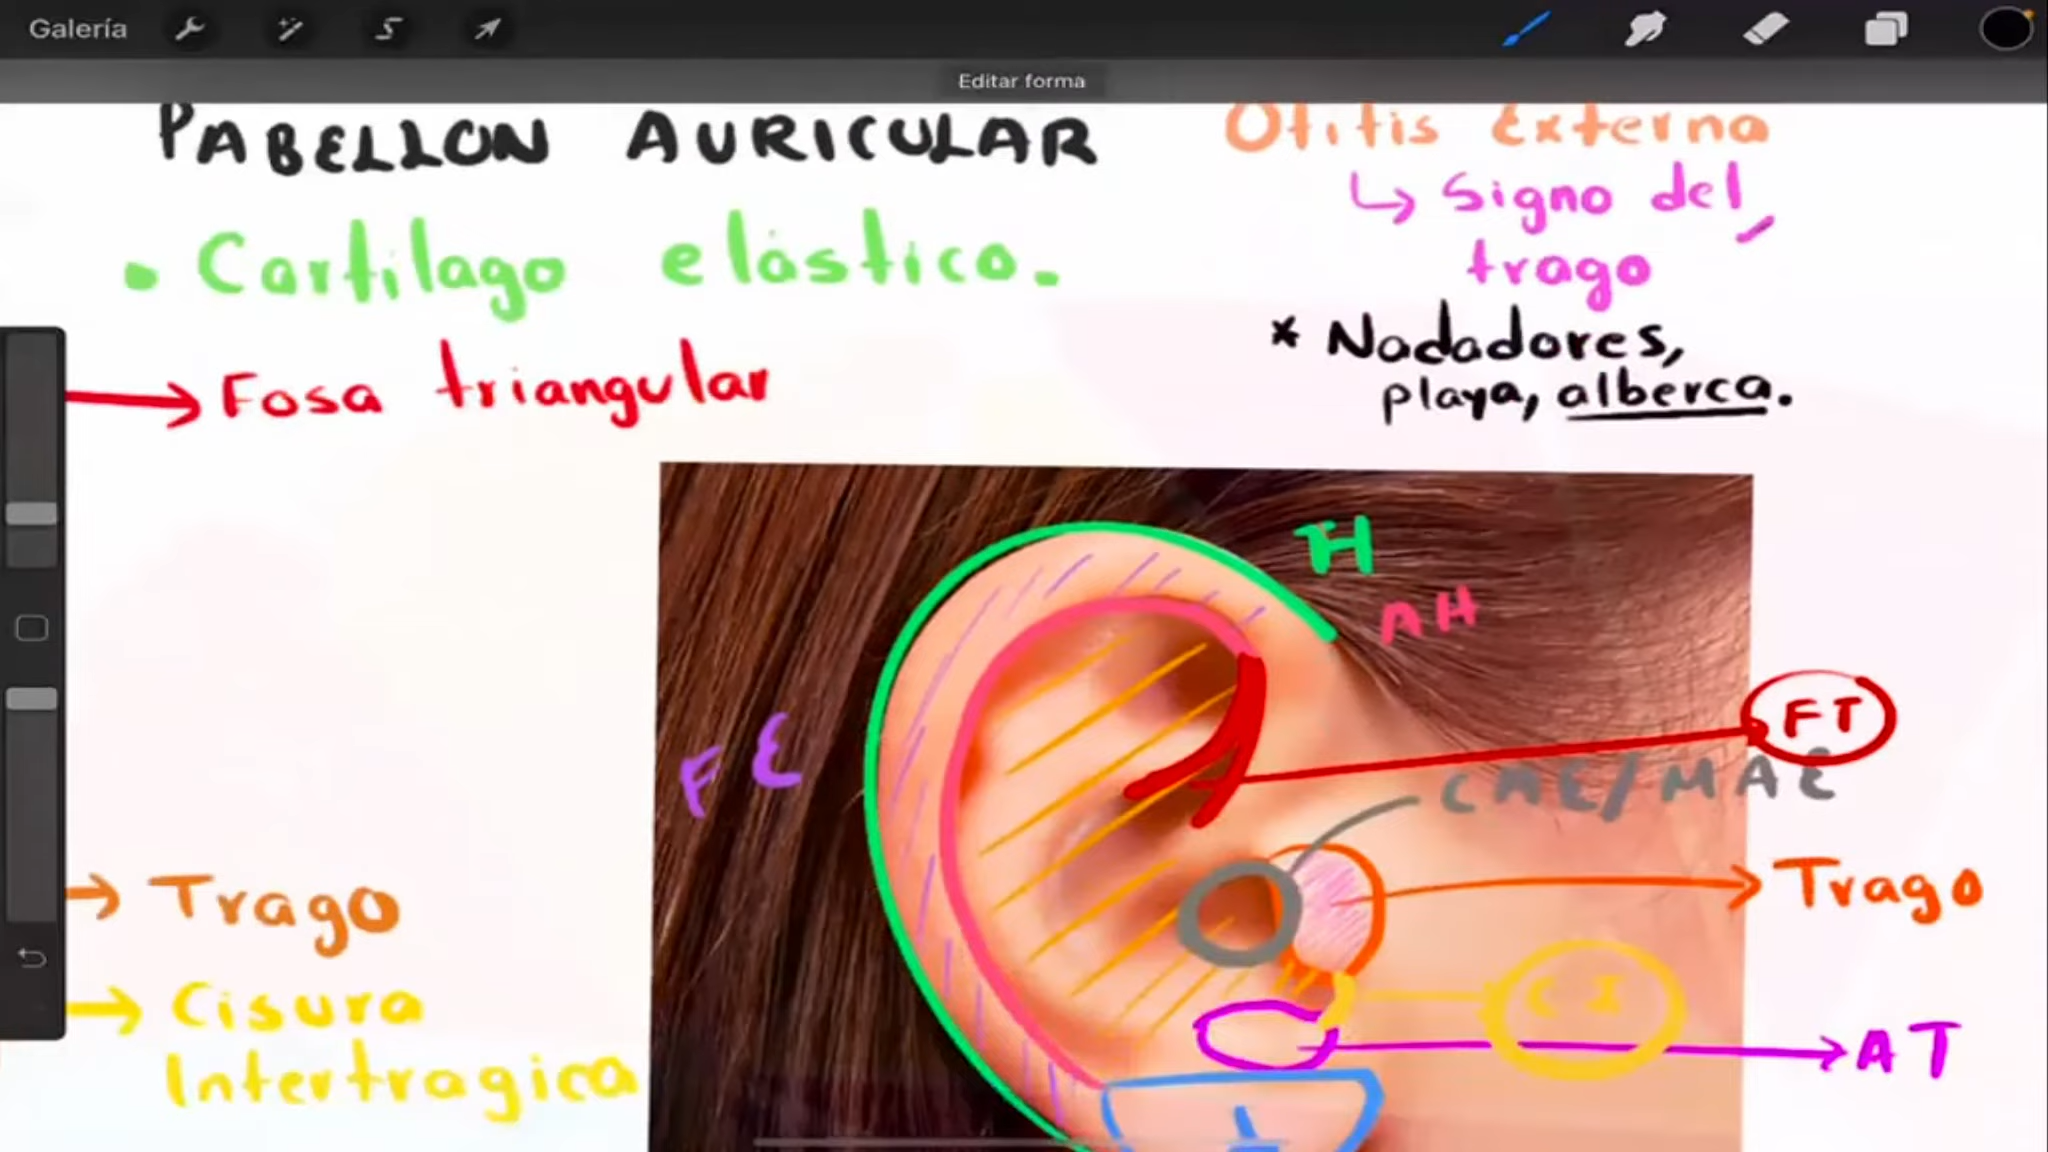 Galería
Editar forma
PABELLON AURICULAR
• Cartílago elástico.
→ Fosa triangular
Otitis Externa
↳ Signo del
trago
* Nadadores,
playa, alberca.
H
AH
FE
FT
CAE/MAE
→ Trago
→ Trago
CI
→ Cisura
Intertragica
→ AT
L